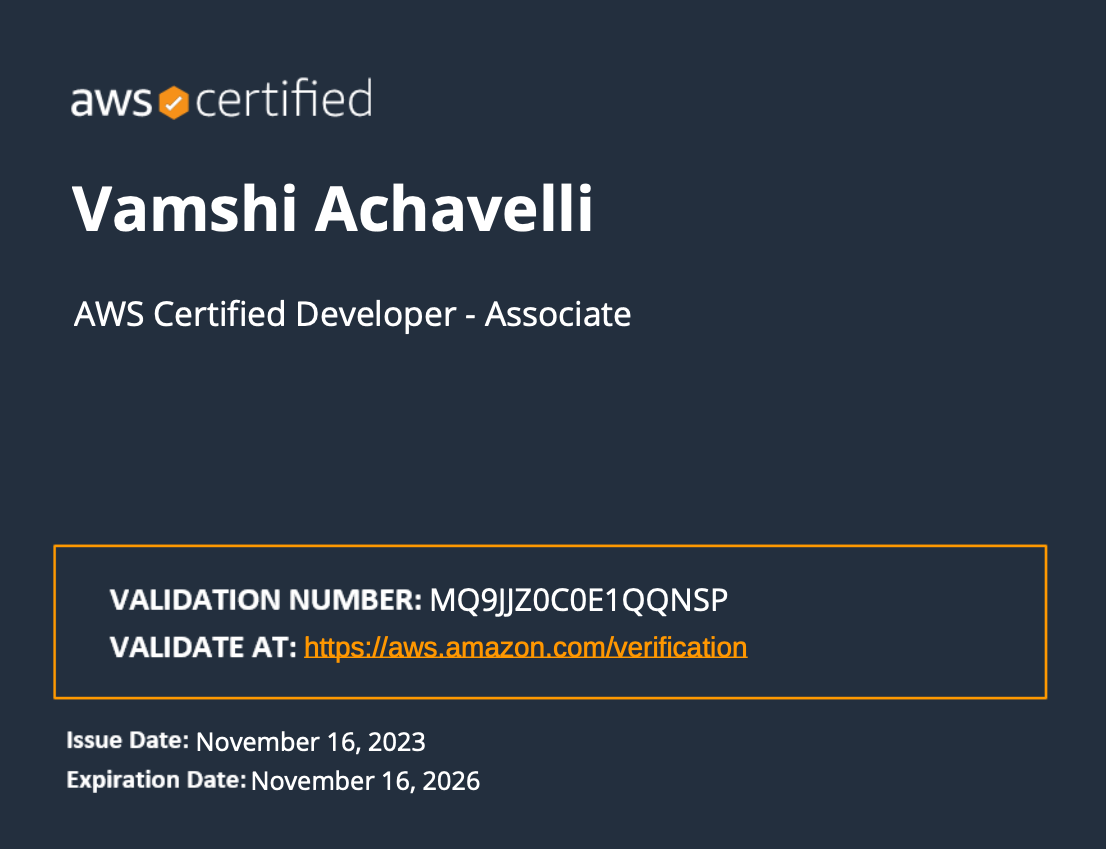 aws certified
Vamshi Achavelli
AWS Certified Developer - Associate
VALIDATION NUMBER: MQ9JJZ0C0E1QQNSP
VALIDATE AT: https://aws.amazon.com/verification
Issue Date: November 16, 2023
Expiration Date: November 16, 2026